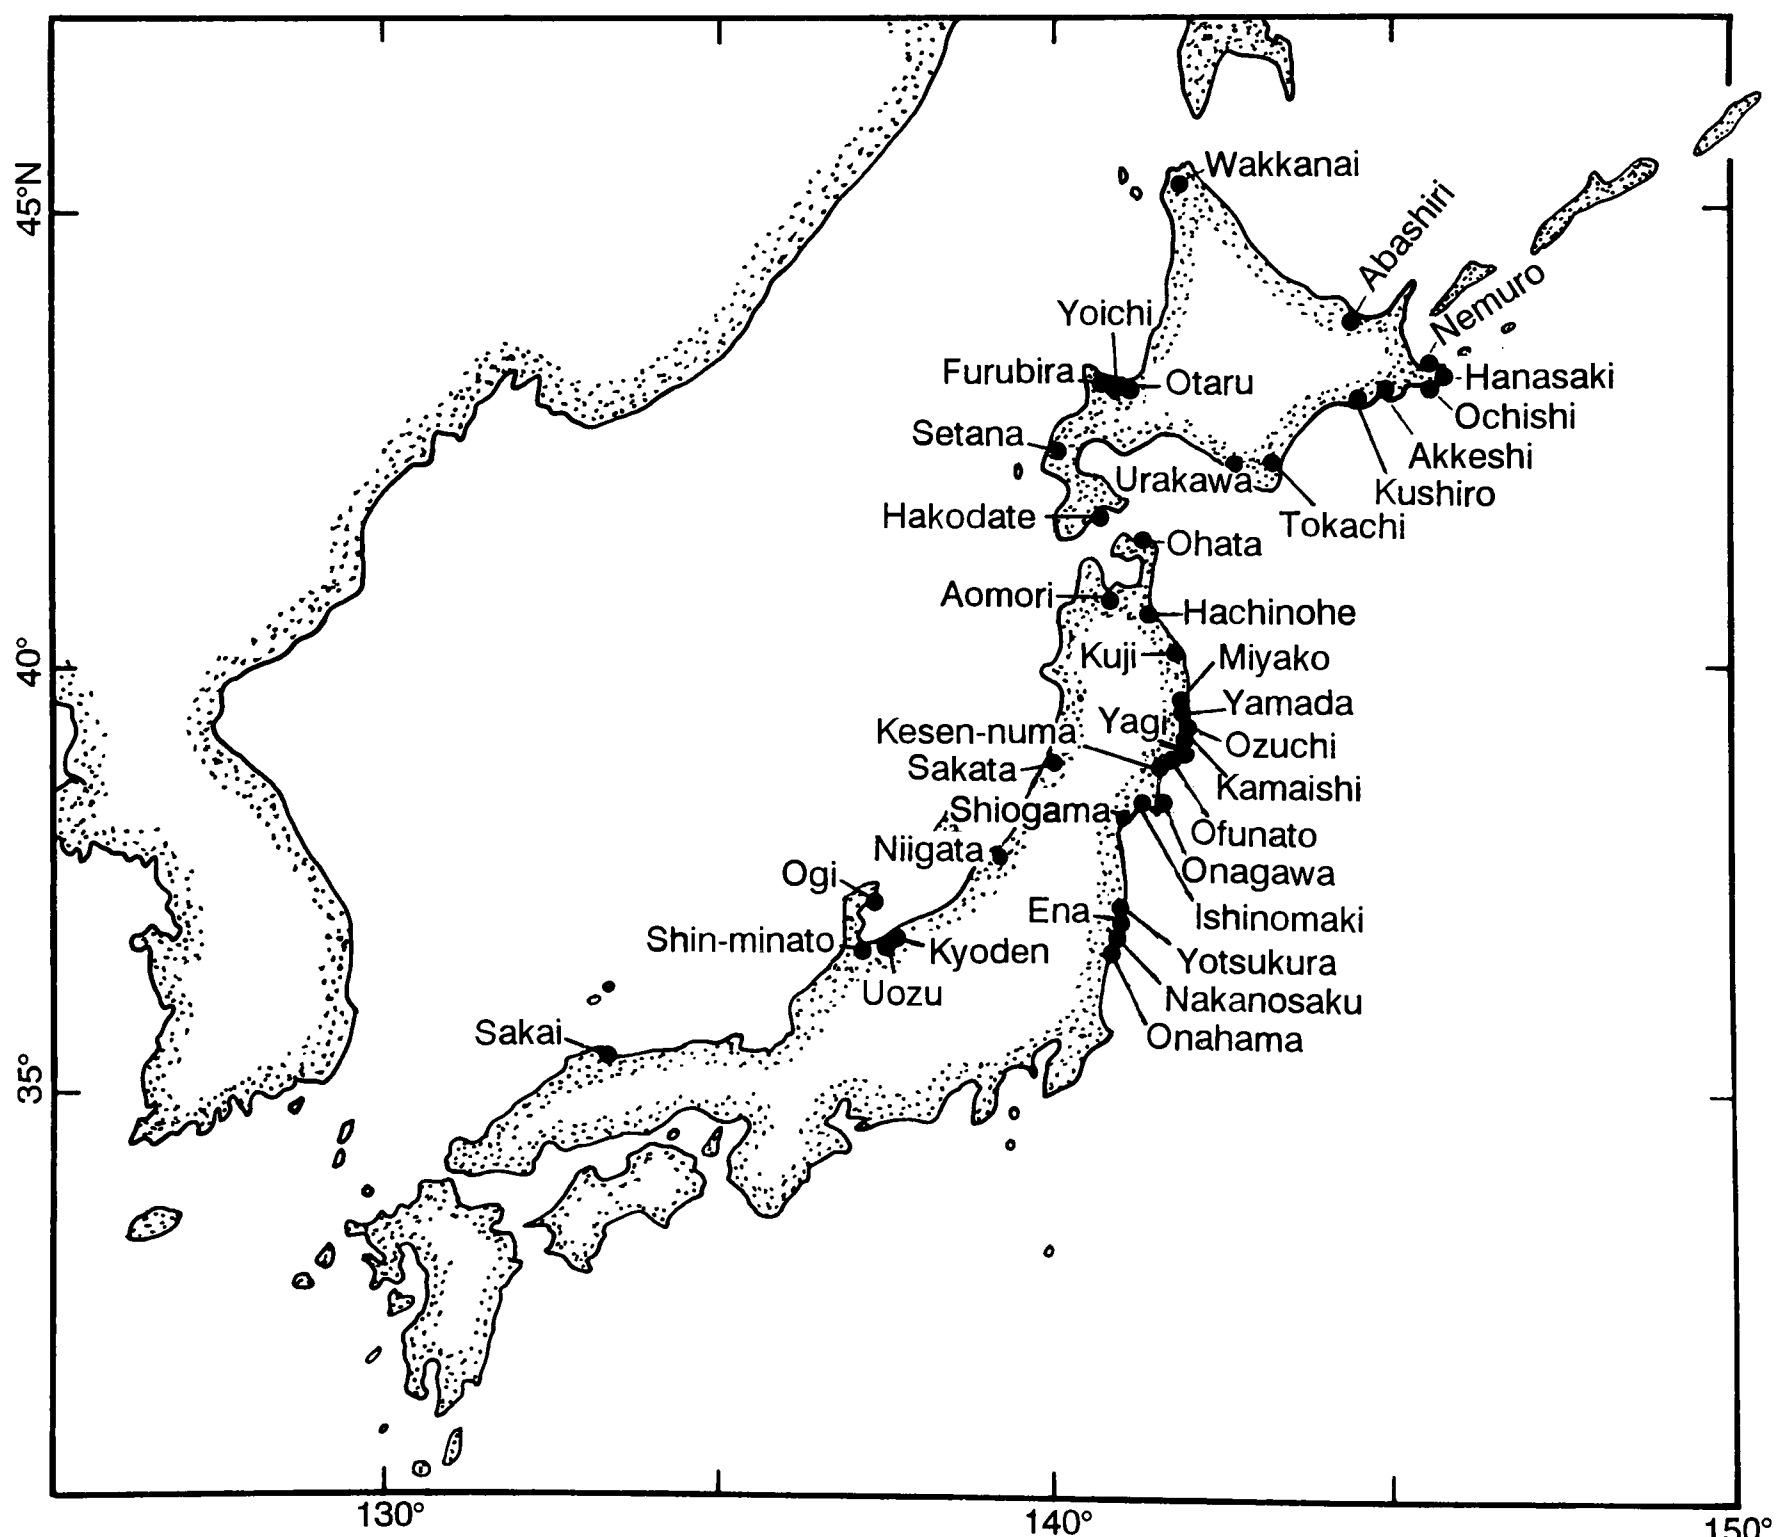 Wakkanai
45°N
Abashiri
Nemuro
Yoichi
Furubira
Otaru
Hanasaki
Ochishi
Setana
Akkeshi
Urakawa
Kushiro
Hakodate
Tokachi
Ohata
Aomori
Hachinohe
40°
Kuji
Miyako
Yamada
Yagi
Kesen-numa
Ozuchi
Sakata
Kamaishi
Shiogama
Ofunato
Niigata
Onagawa
Ogi
Ishinomaki
Ena
Shin-minato
Kyoden
Yotsukura
Uozu
Nakanosaku
Sakai
Onahama
35°
130°
140°
150°